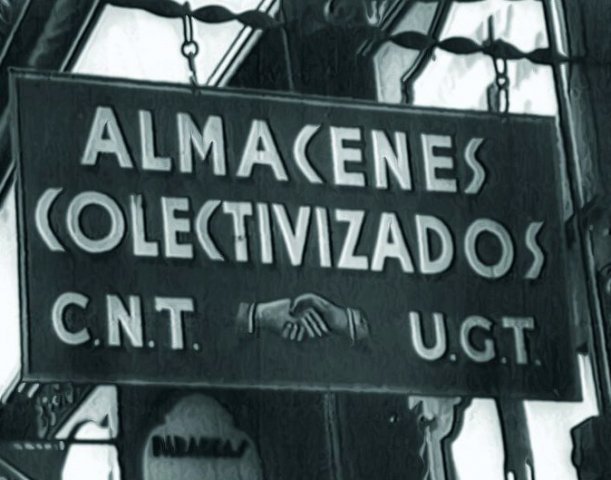 ALMACENES
COLECTIVIZADOS
C.N.T. U.G.T.